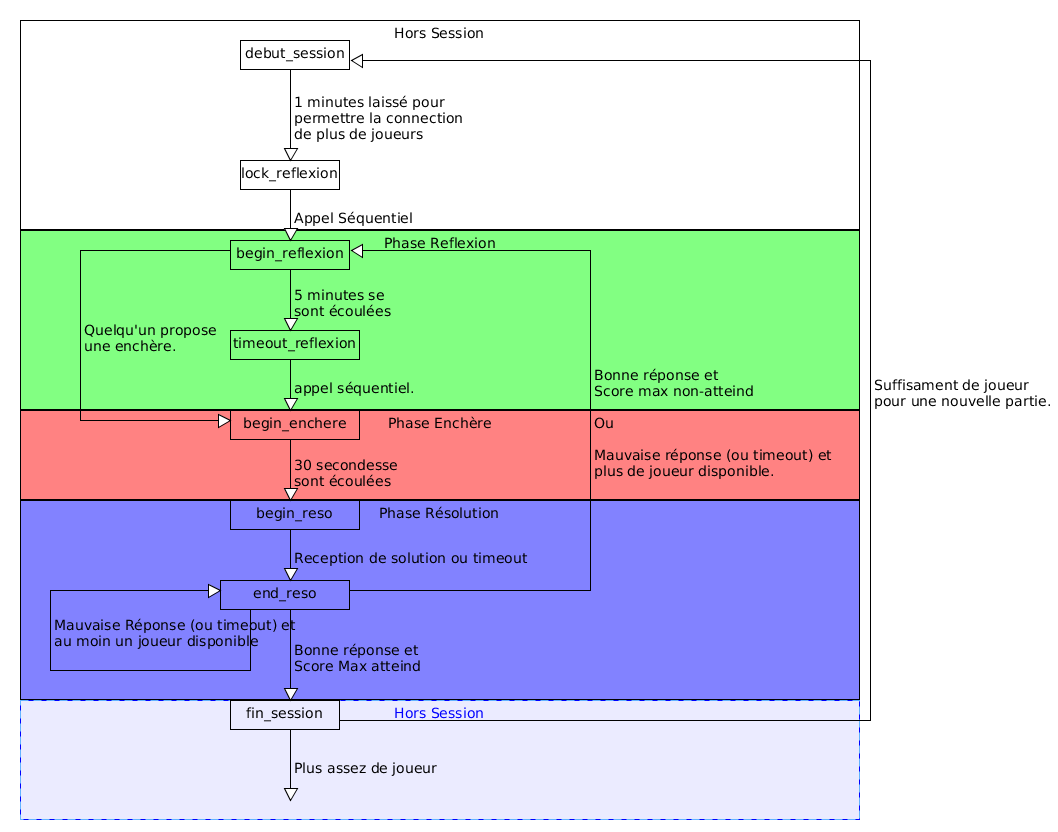 Hors Session
debut_session
1 minutes laissé pour
permettre la connection
de plus de joueurs
lock_reflexion
Appel Séquentiel
Phase Reflexion
begin_reflexion
5 minutes se
sont écoulées
Quelqu'un propose
une enchère.
timeout_reflexion
appel séquentiel.
Bonne réponse et
Score max non-atteind
Suffisament de joueur
pour une nouvelle partie.
begin_enchere
Phase Enchère
Ou
Mauvaise réponse (ou timeout) et
plus de joueur disponible.
30 secondesse
sont écoulées
begin_reso
Phase Résolution
Reception de solution ou timeout
end_reso
Mauvaise Réponse (ou timeout) et
au moin un joueur disponible
Bonne réponse et
Score Max atteind
fin_session
Hors Session
Plus assez de joueur